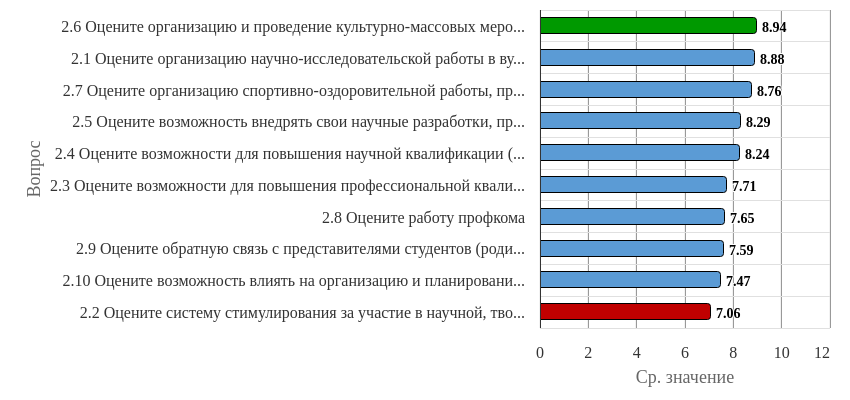 2.6 Оцените организацию и проведение культурно-массовых меро... 8.94
2.1 Оцените организацию научно-исследовательской работы в ву... 8.88
2.7 Оцените организацию спортивно-оздоровительной работы, пр... 8.76
2.5 Оцените возможность внедрять свои научные разработки, пр... 8.29
2.4 Оцените возможности для повышения научной квалификации (... 8.24
2.3 Оцените возможности для повышения профессиональной квали... 7.71
2.8 Оцените работу профкома 7.65
2.9 Оцените обратную связь с представителями студентов (роди... 7.59
2.10 Оцените возможность влиять на организацию и планировани... 7.47
2.2 Оцените систему стимулирования за участие в научной, тво... 7.06
Вопрос
0 2 4 6 8 10 12
Ср. значение